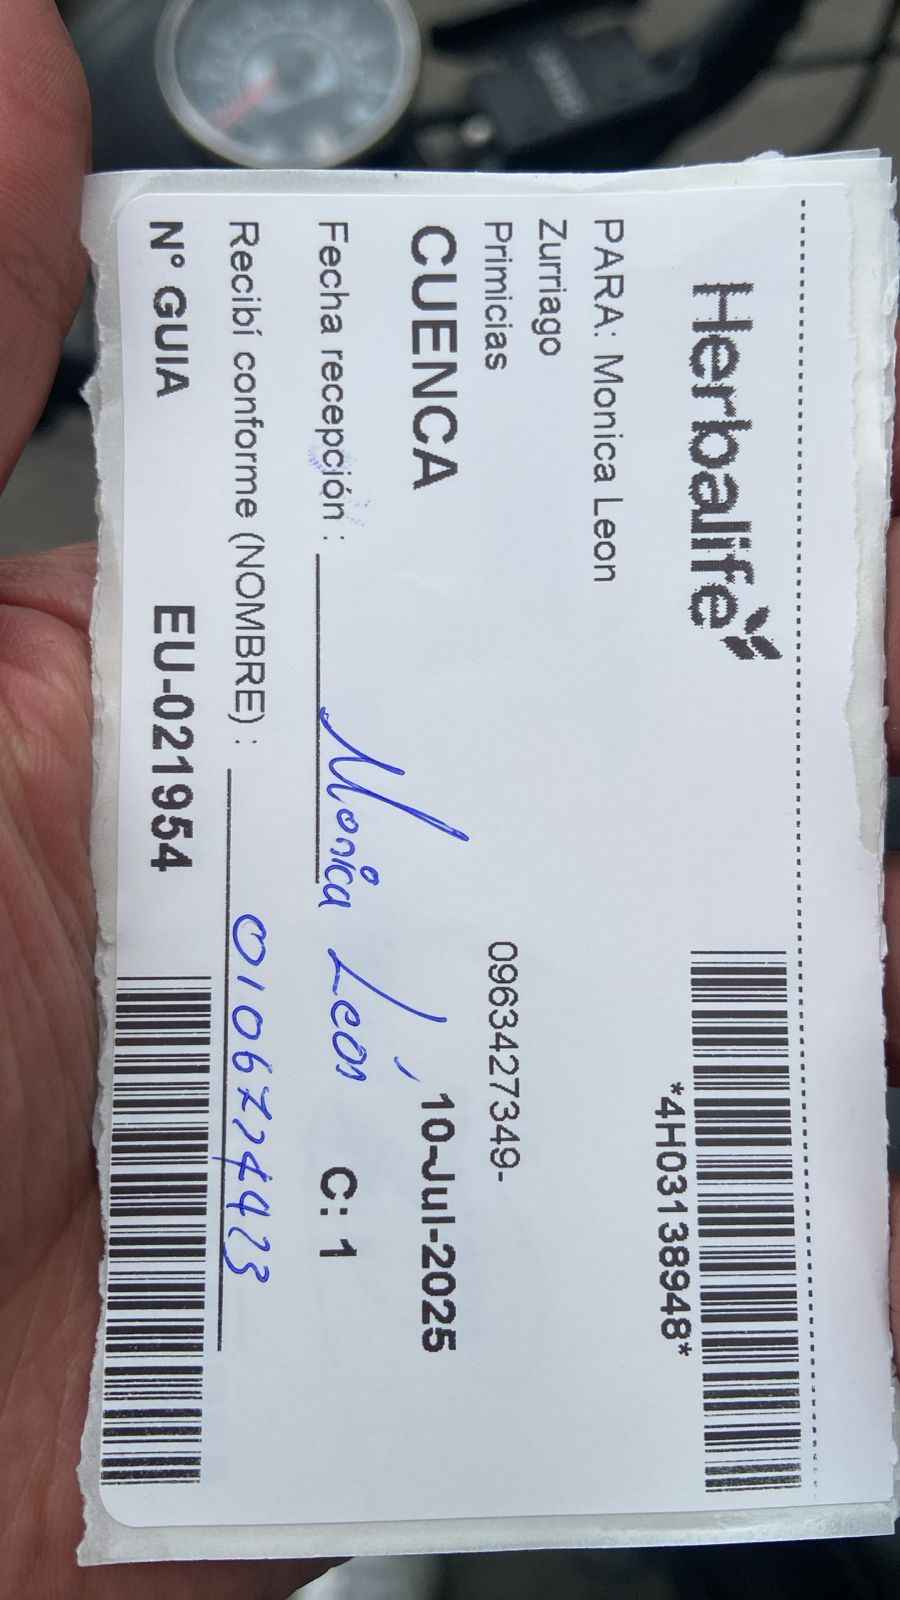 Herbalife
*4H03138948*
PARA: Monica Leon
Zurriago
Primicias
0963427349-
CUENCA
10-Jul-2025
Fecha recepción :
Monica León
C: 1
Recibí conforme (NOMBRE) :
N° GUIA
EU-021954